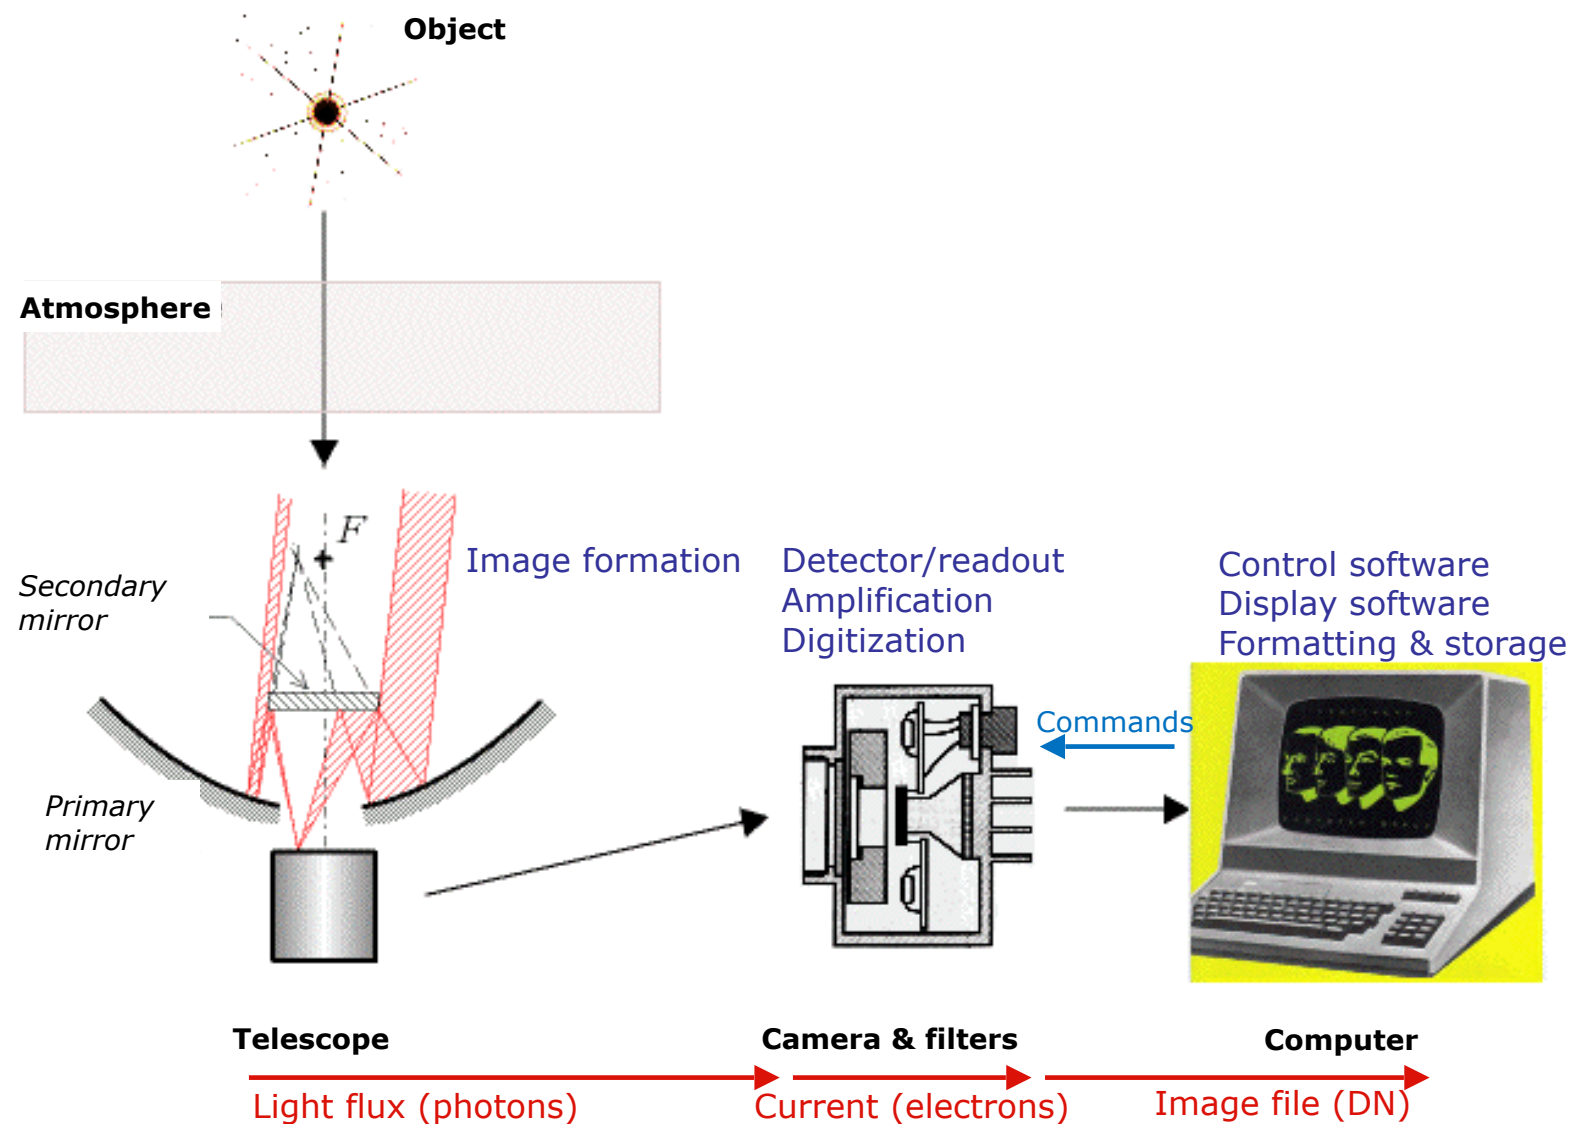 Object
Atmosphere
F
Image formation
Secondary
mirror
Primary
mirror
Detector/readout
Amplification
Digitization
Control software
Display software
Formatting & storage
Commands
Telescope
Camera & filters
Computer
Light flux (photons)
Current (electrons)
Image file (DN)